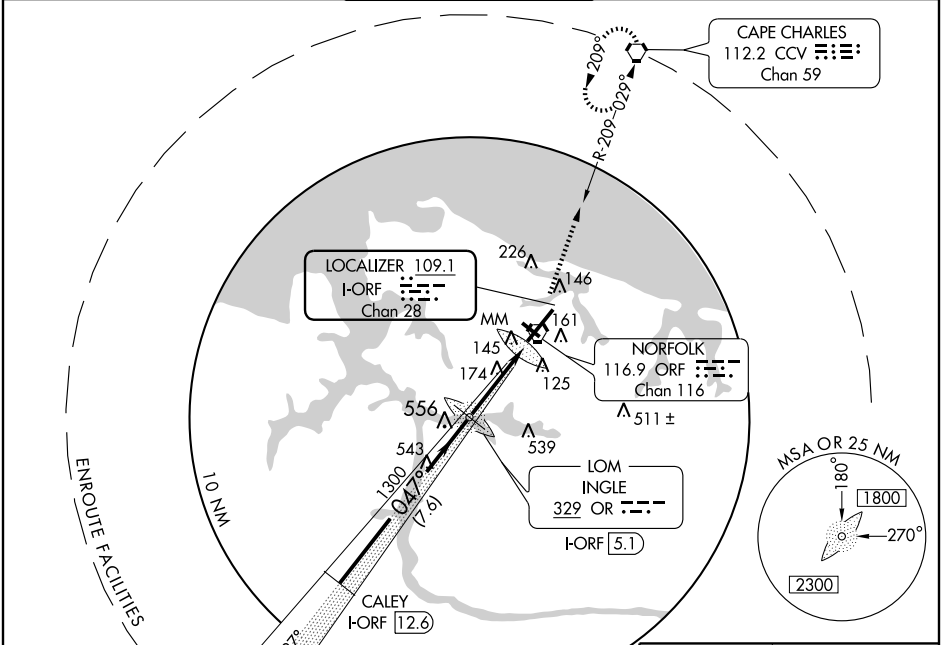 CAPE CHARLES
112.2 CCV
Chan 59
209°
R-209
029°
LOCALIZER 109.1
I-ORF
Chan 28
226
146
MM
161
145
174
125
NORFOLK
116.9 ORF
Chan 116
556
511 ±
539
543
LOM
INGLE
329 OR
I-ORF 5.1
1300
047°
(7.6)
10 NM
ENROUTE FACILITIES
CALEY
I-ORF 12.6
MSA OR 25 NM
180°
1800
270°
2300